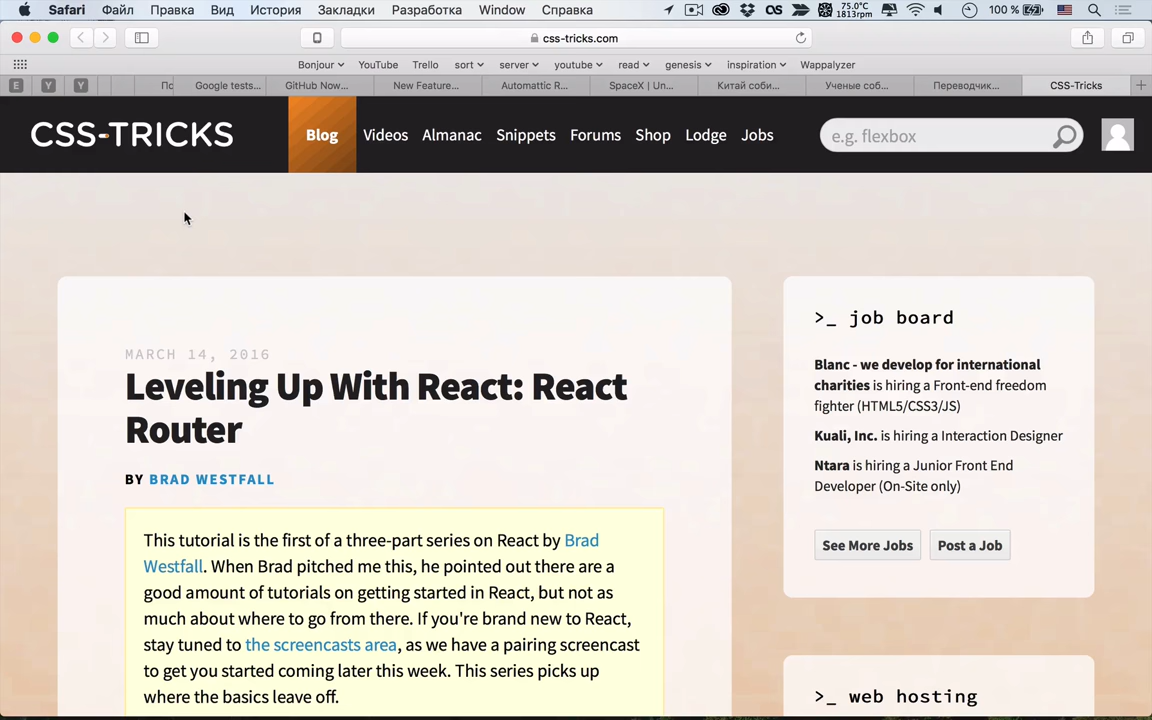 Safari Файл Правка Вид История Закладки Разработка Window Справка 75.0°C 1813rpm 100 %
css-tricks.com
Bonjour YouTube Trello sort server youtube read genesis inspiration Wappalyzer
E Y Y Пс Google tests... GitHub Now... New Feature... Automattic R... SpaceX | Un... Китай соби... Ученые соб... Переводчик... CSS-Tricks
CSS-TRICKS Blog Videos Almanac Snippets Forums Shop Lodge Jobs e.g. flexbox
MARCH 14, 2016
Leveling Up With React: React
Router
BY BRAD WESTFALL
This tutorial is the first of a three-part series on React by Brad
Westfall. When Brad pitched me this, he pointed out there are a
good amount of tutorials on getting started in React, but not as
much about where to go from there. If you're brand new to React,
stay tuned to the screencasts area, as we have a pairing screencast
to get you started coming later this week. This series picks up
where the basics leave off.
>_ job board
Blanc - we develop for international
charities is hiring a Front-end freedom
fighter (HTML5/CSS3/JS)
Kuali, Inc. is hiring a Interaction Designer
Ntara is hiring a Junior Front End
Developer (On-Site only)
See More Jobs Post a Job
>_ web hosting